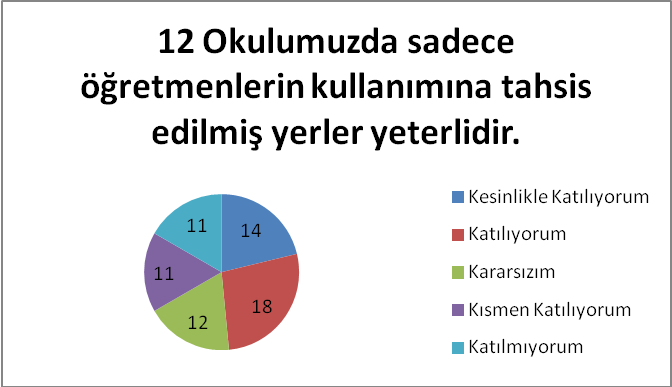 12 Okulumuzda sadece
öğretmenlerin kullanımına tahsis
edilmiş yerler yeterlidir.
14
18
12
11
11
Kesinlikle Katılıyorum
Katılıyorum
Kararsızım
Kısmen Katılıyorum
Katılmıyorum